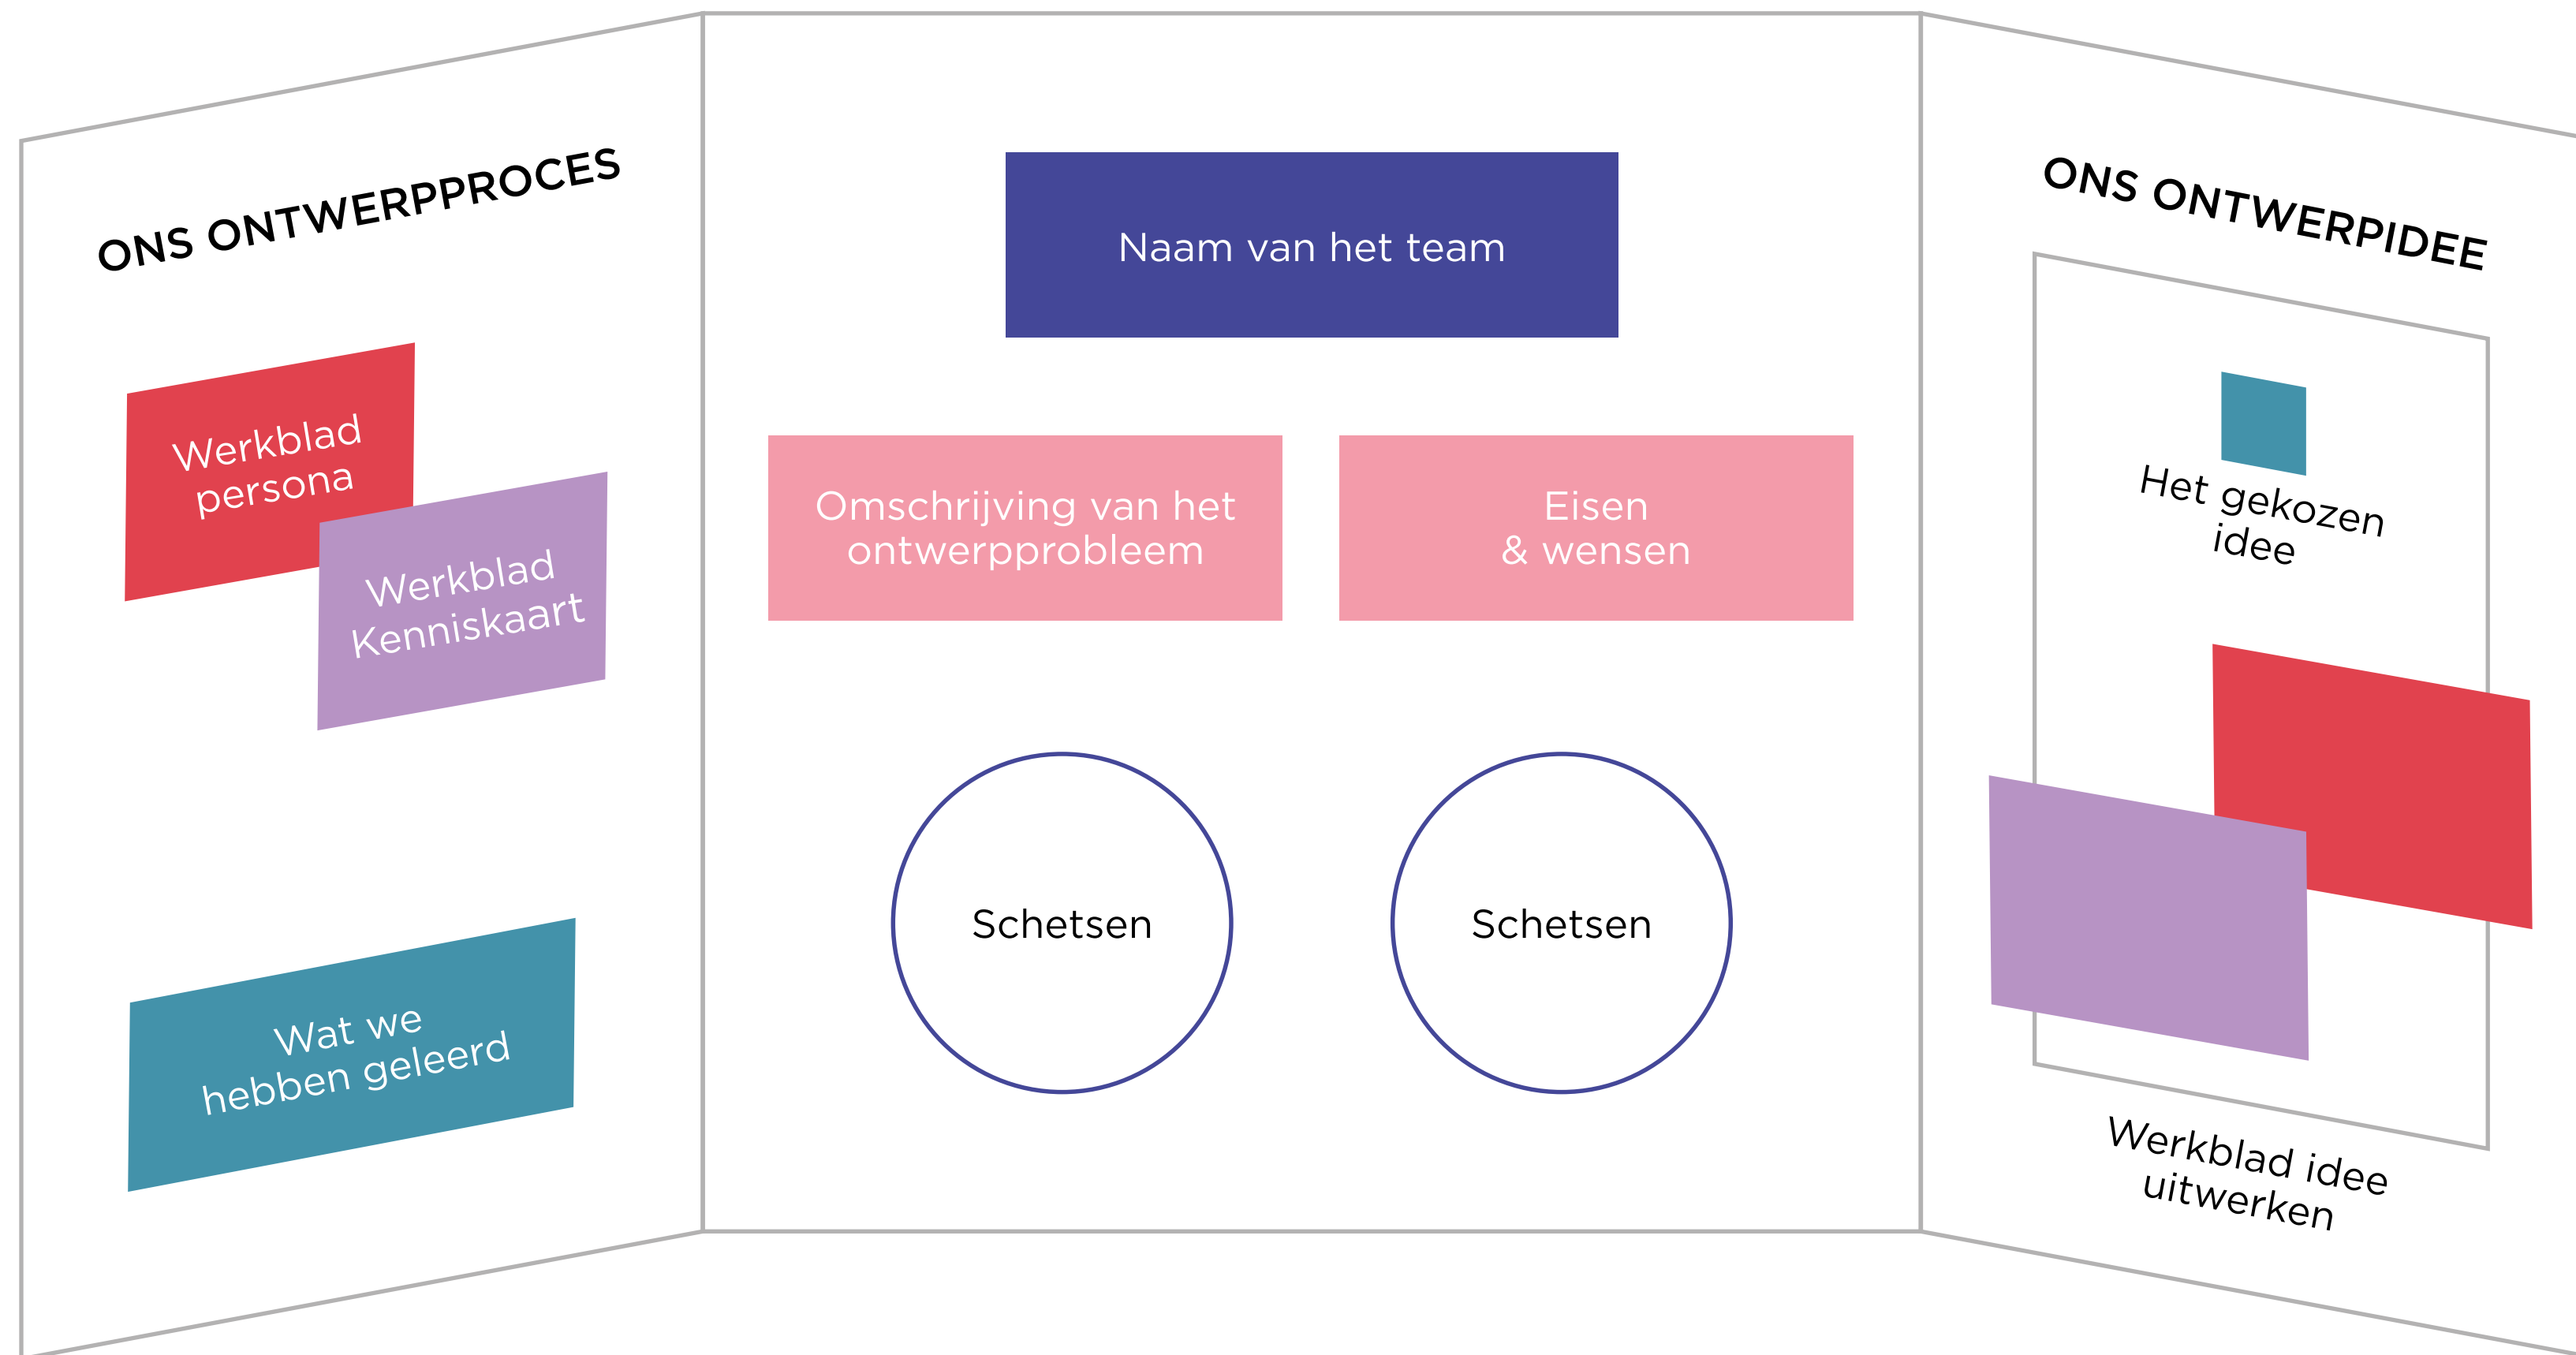 ONS ONTWERPPROCES
Werkblad
persona
Werkblad
Kenniskaart
Wat we
hebben geleerd
Naam van het team
Omschrijving van het
ontwerpprobleem
Eisen
& wensen
Schetsen
Schetsen
ONS ONTWERPIDEE
Het gekozen
idee
Werkblad idee
uitwerken